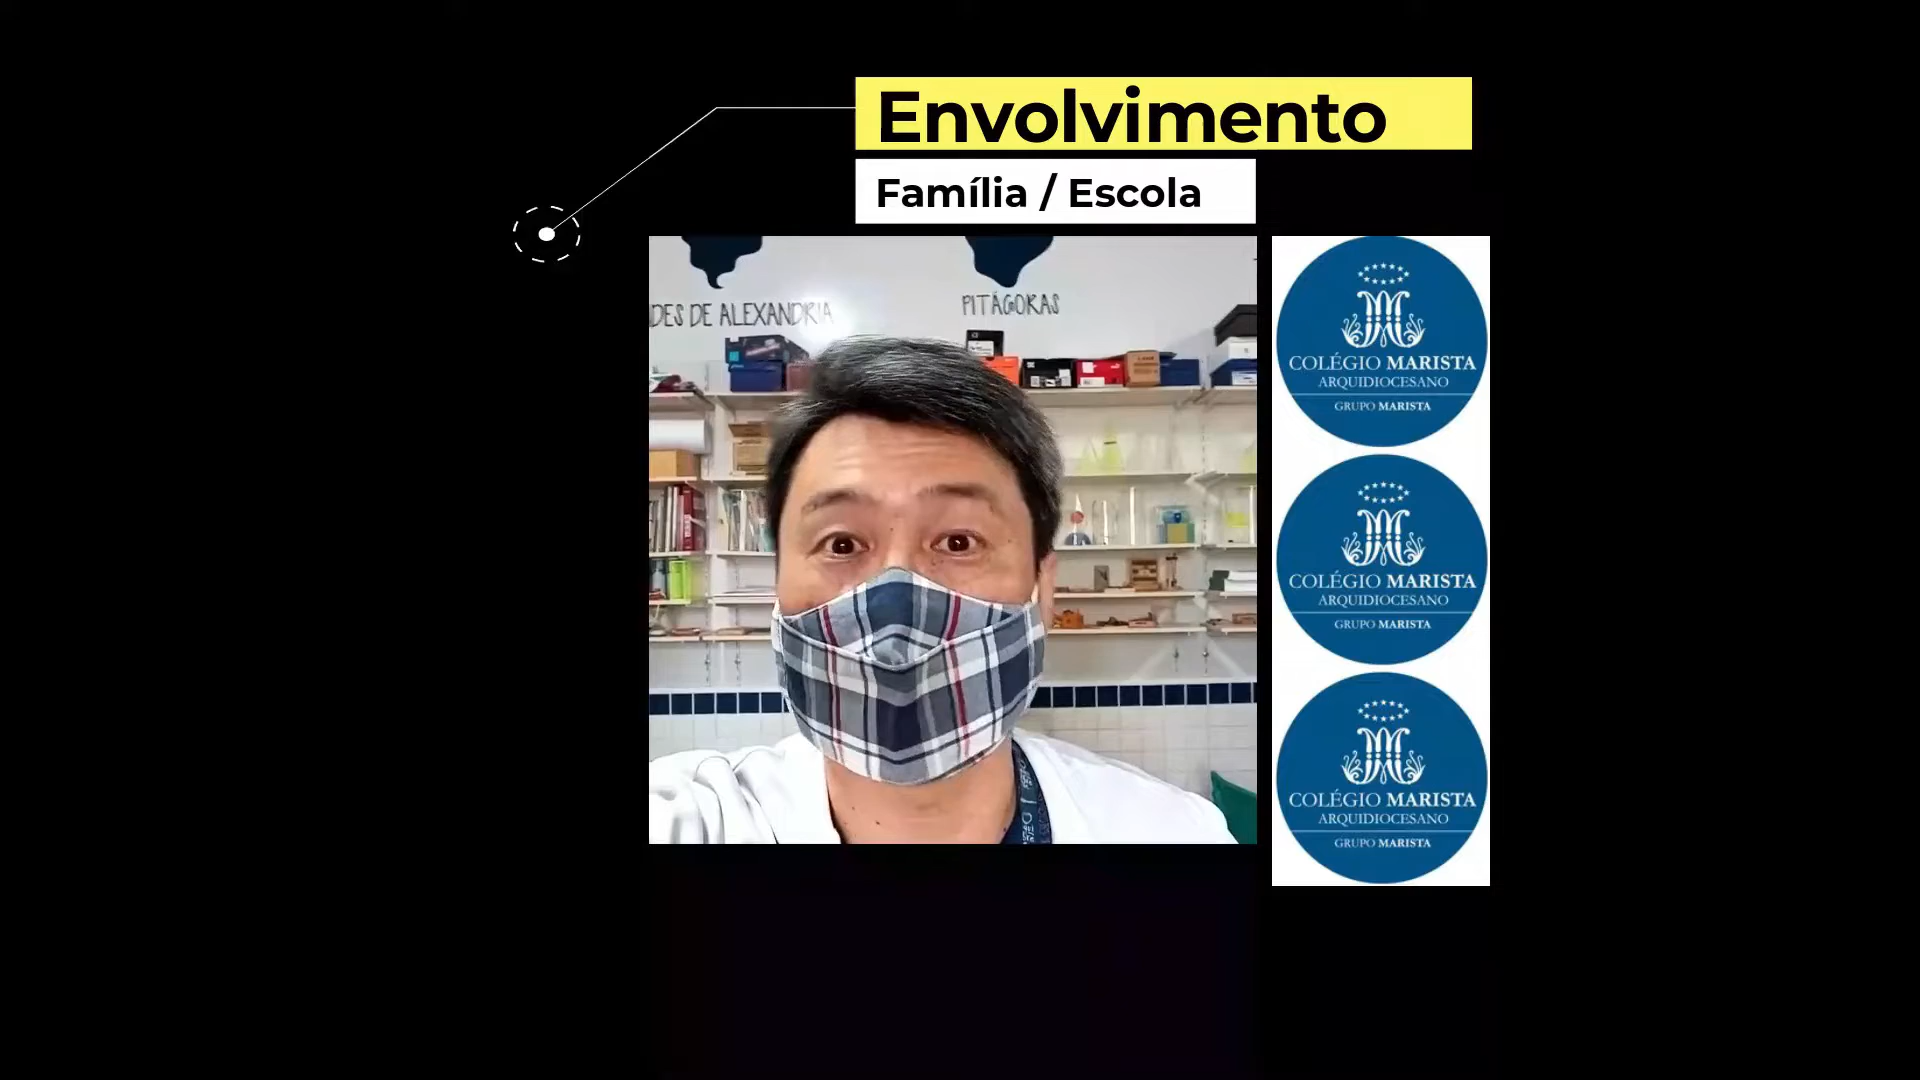 Envolvimento
Família / Escola
DES DE ALEXANDRIA
PITÁGORAS
COLÉGIO MARISTA
ARQUIDIOCESANO
GRUPO MARISTA
COLÉGIO MARISTA
ARQUIDIOCESANO
GRUPO MARISTA
COLÉGIO MARISTA
ARQUIDIOCESANO
GRUPO MARISTA